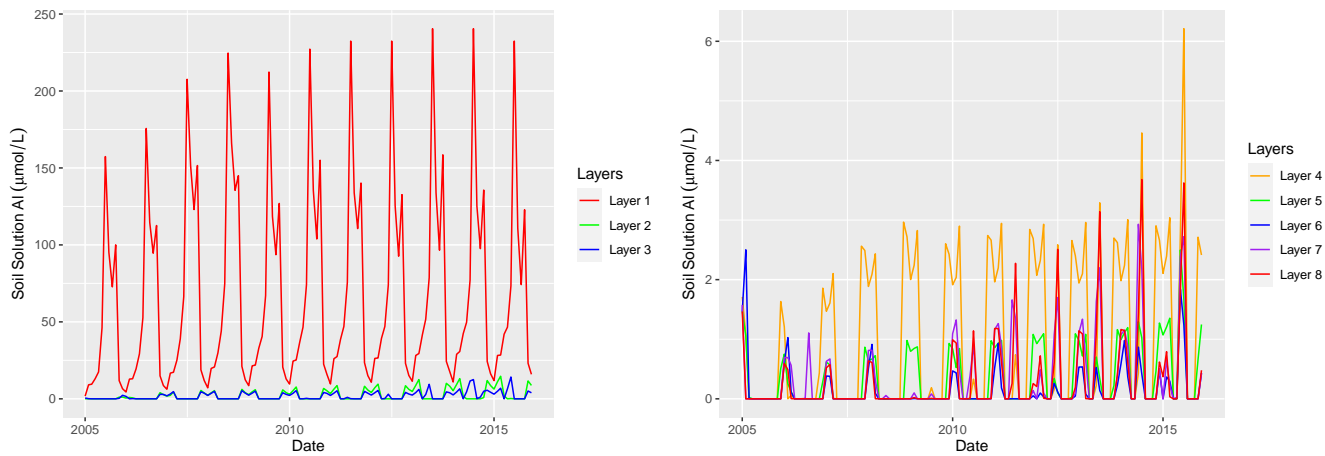 250
200
150
100
50
0
Soil Solution Al (μmol/L)
2005
2010
2015
Date
Layers
Layer 1
Layer 2
Layer 3
6
4
2
0
Soil Solution Al (μmol/L)
2005
2010
2015
Date
Layers
Layer 4
Layer 5
Layer 6
Layer 7
Layer 8